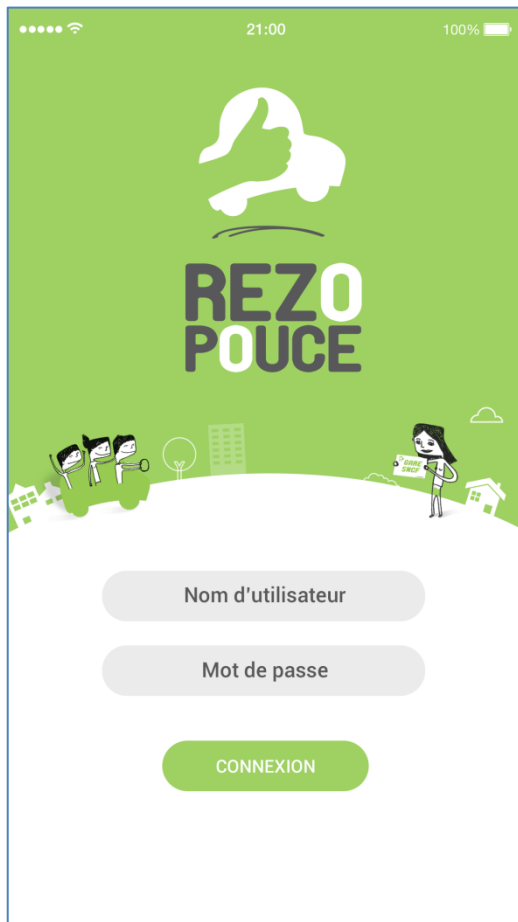 21:00
100%
REZO
POUCE
GARE
SNCF
Nom d'utilisateur
Mot de passe
CONNEXION